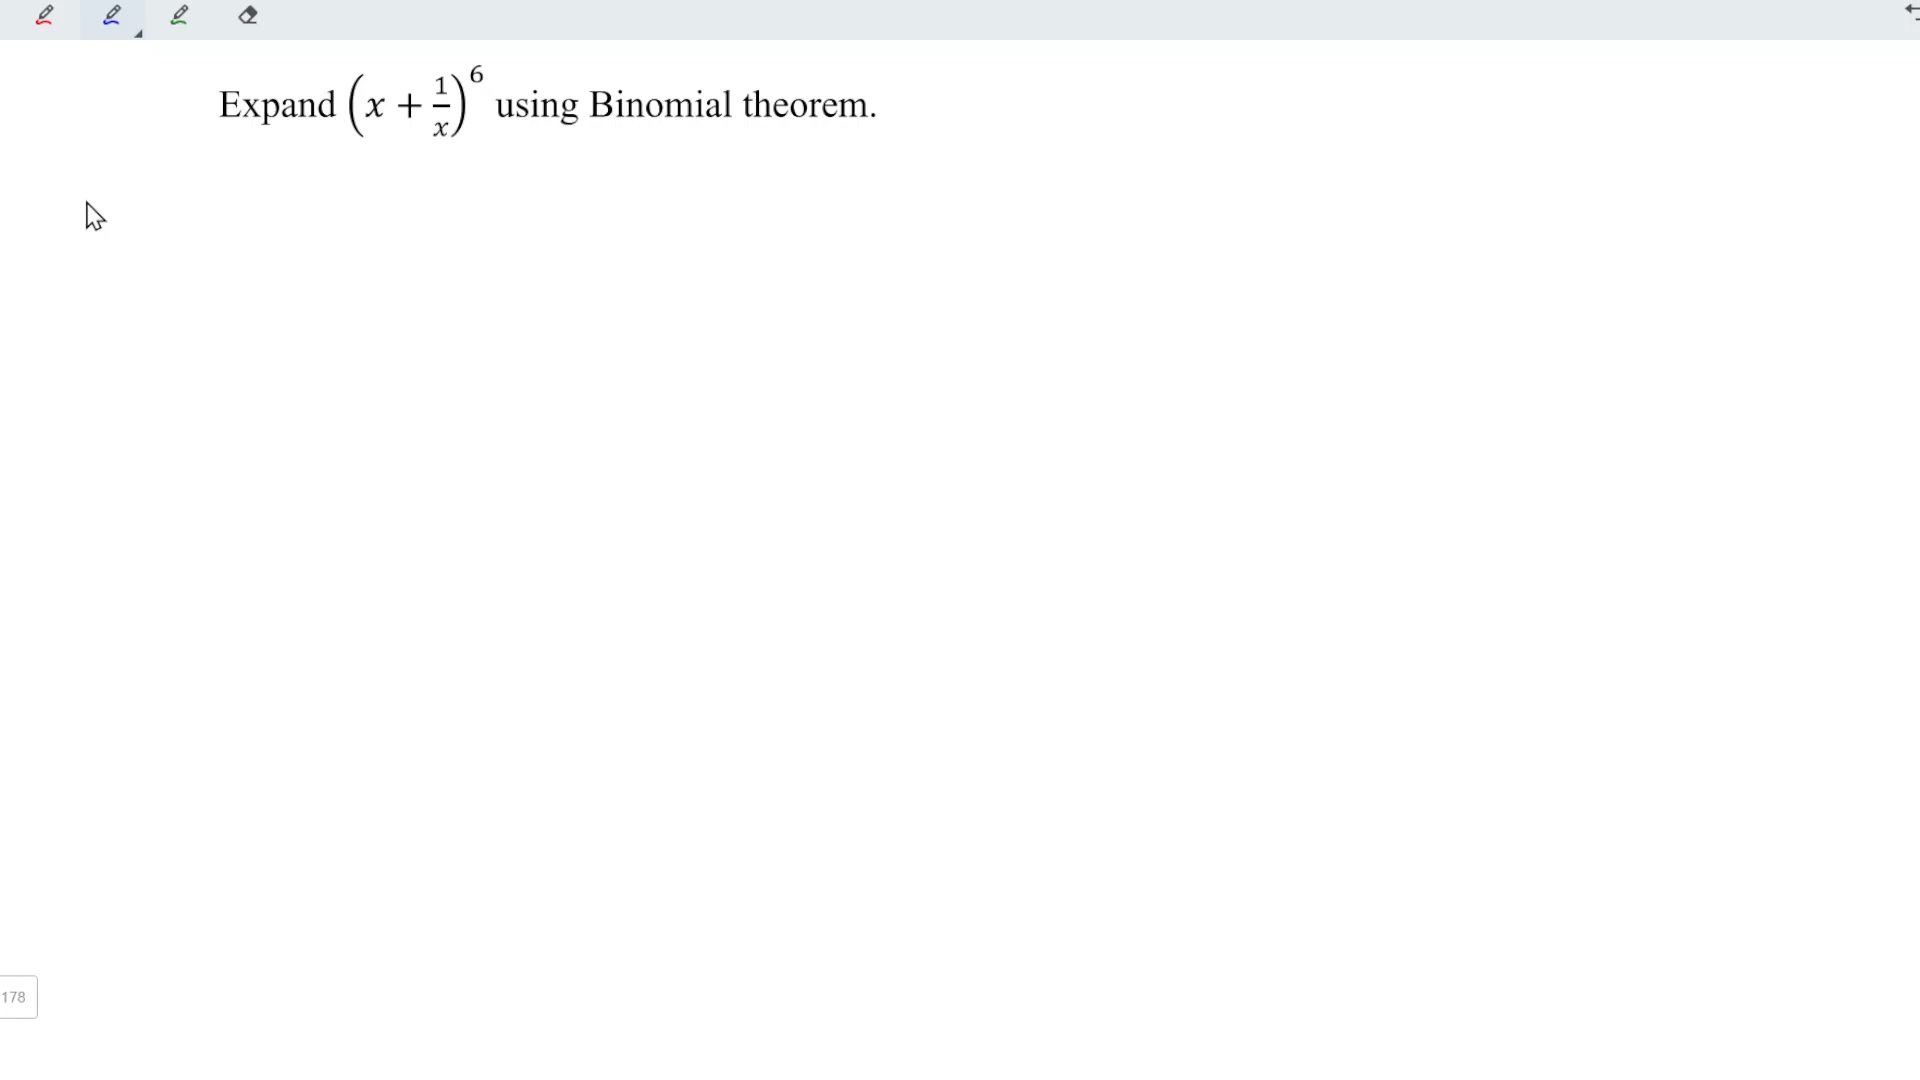 Expand (x + 1/x)^6 using Binomial theorem.
178